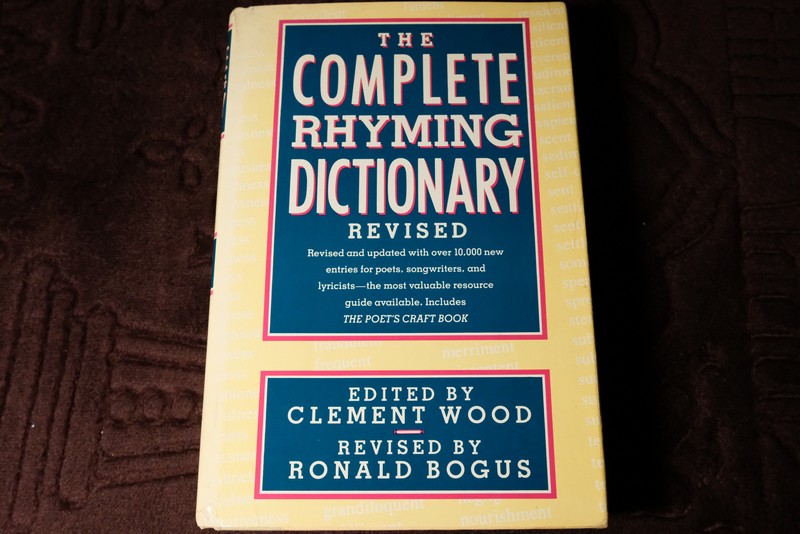 THE
COMPLETE
RHYMING
DICTIONARY
REVISED
Revised and updated with over 10,000 new
entries for poets, songwriters, and
lyricists—the most valuable resource
guide available. Includes
THE POET'S CRAFT BOOK
frequent
merriment
EDITED BY
CLEMENT WOOD
REVISED BY
RONALD BOGUS
grandiloquent
nourishment